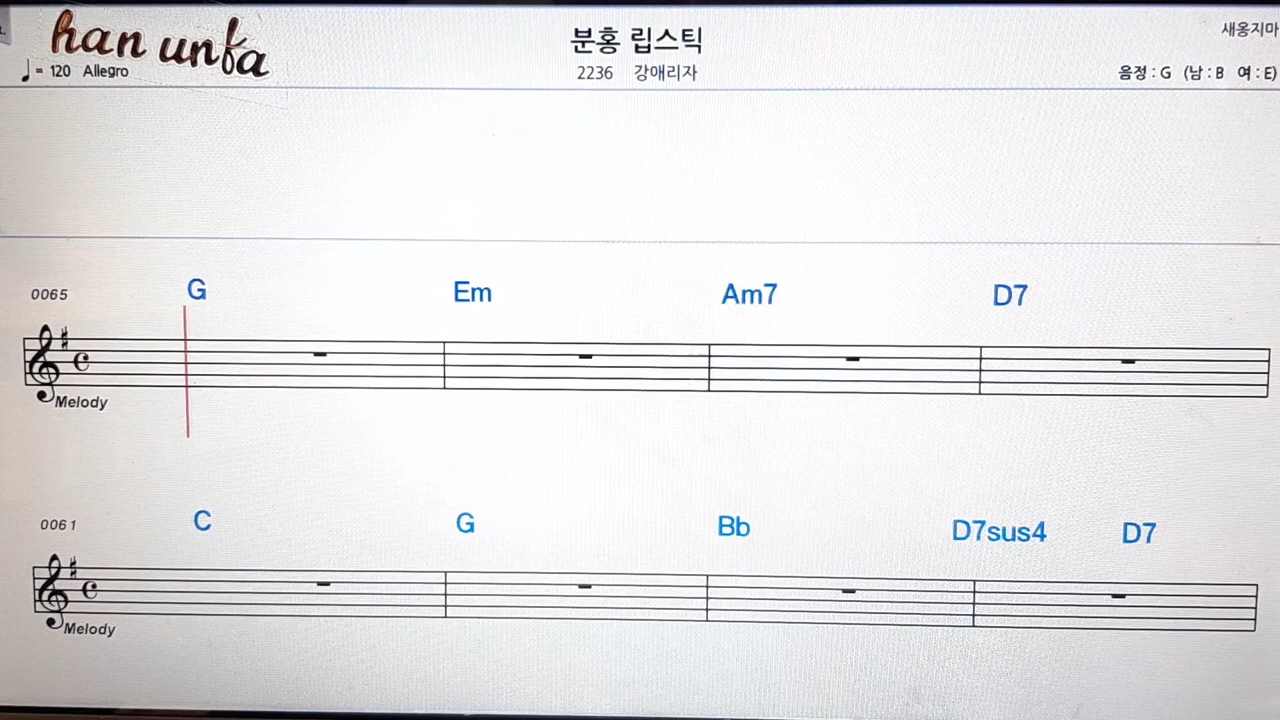 han unfa
분홍 립스틱
새옹지마
♩ = 120 Allegro
2236 강애리자
음정 : G (남 : B 여 : E)
0065 G Em Am7 D7
Melody
0061 C G Bb D7sus4 D7
Melody